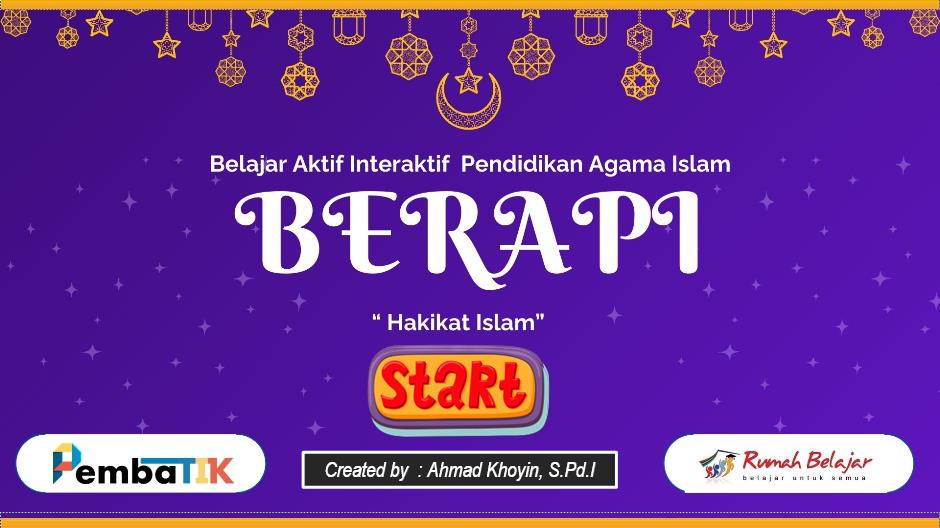 Belajar Aktif Interaktif Pendidikan Agama Islam
BERAPI
“ Hakikat Islam”
Start
PembaTIK
Created by : Ahmad Khoyin, S.Pd.I
Rumah Belajar
belajar untuk semua